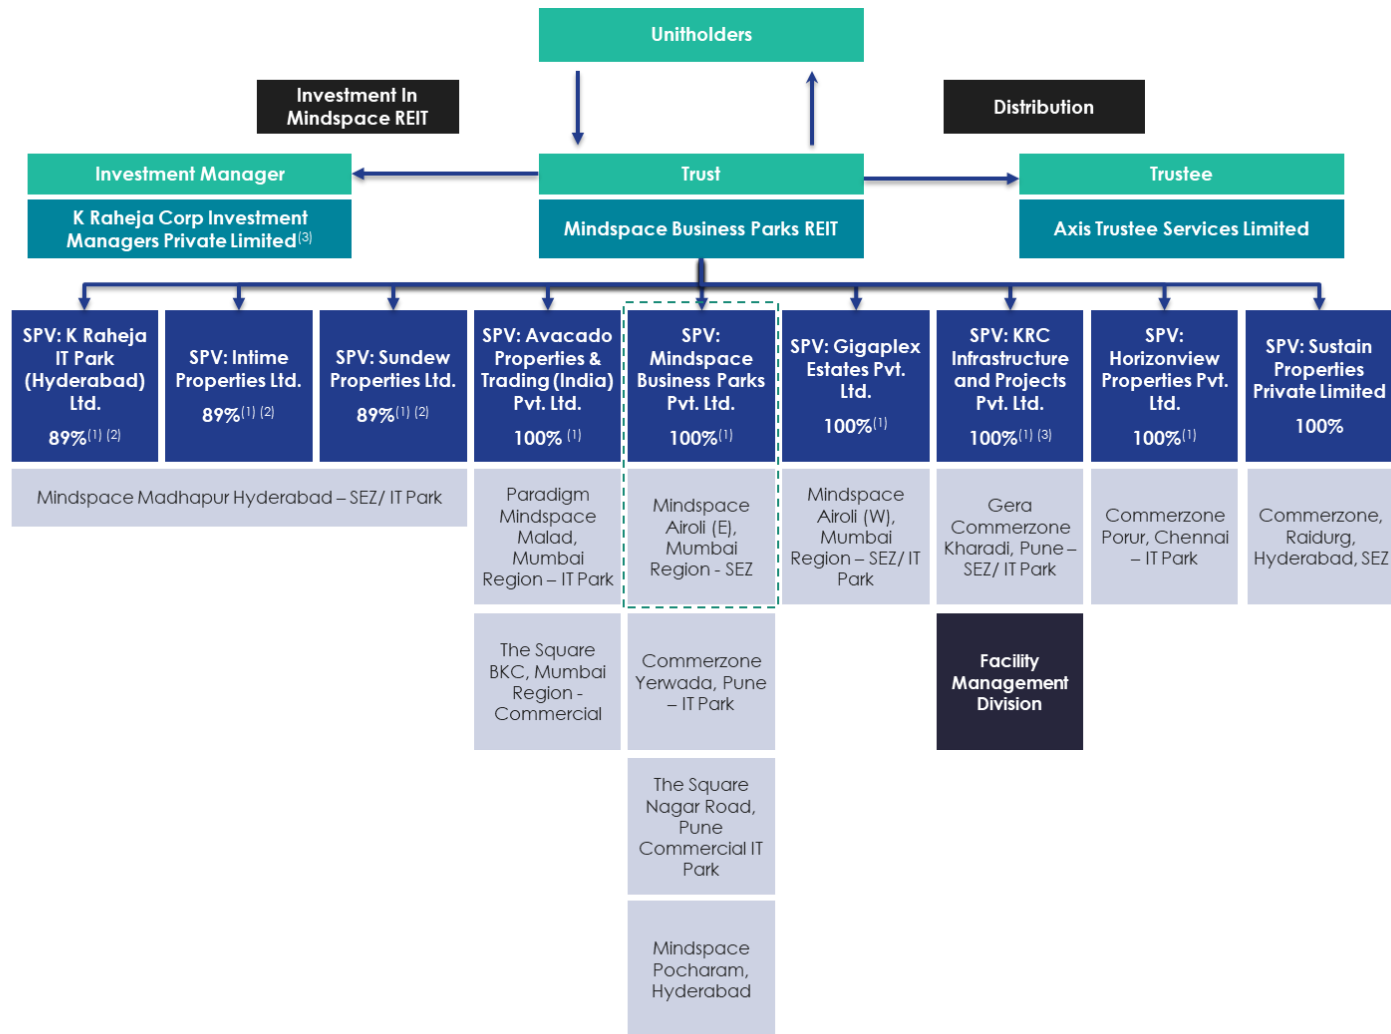 Unitholders
Investment In
Mindspace REIT
Distribution
Investment Manager
Trust
Trustee
K Raheja Corp Investment
Managers Private Limited(3)
Mindspace Business Parks REIT
Axis Trustee Services Limited
SPV: K Raheja
IT Park
(Hyderabad)
Ltd.
89%(1) (2)
SPV: Intime
Properties Ltd.
89%(1) (2)
SPV: Sundew
Properties Ltd.
89%(1) (2)
SPV: Avacado
Properties &
Trading (India)
Pvt. Ltd.
100% (1)
SPV:
Mindspace
Business Parks
Pvt. Ltd.
100%(1)
SPV: Gigaplex
Estates Pvt.
Ltd.
100%(1)
SPV: KRC
Infrastructure
and Projects
Pvt. Ltd.
100%(1) (3)
SPV:
Horizonview
Properties Pvt.
Ltd.
100%(1)
SPV: Sustain
Properties
Private Limited
100%
Mindspace Madhapur Hyderabad – SEZ/ IT Park
Paradigm
Mindspace
Malad,
Mumbai
Region – IT Park
Mindspace
Airoli (E),
Mumbai
Region - SEZ
Mindspace
Airoli (W),
Mumbai
Region – SEZ/ IT
Park
Gera
Commerzone
Kharadi, Pune –
SEZ/ IT Park
Commerzone
Porur, Chennai
– IT Park
Commerzone,
Raidurg,
Hyderabad, SEZ
The Square
BKC, Mumbai
Region -
Commercial
Commerzone
Yerwada, Pune
– IT Park
Facility
Management
Division
The Square
Nagar Road,
Pune
Commercial IT
Park
Mindspace
Pocharam,
Hyderabad